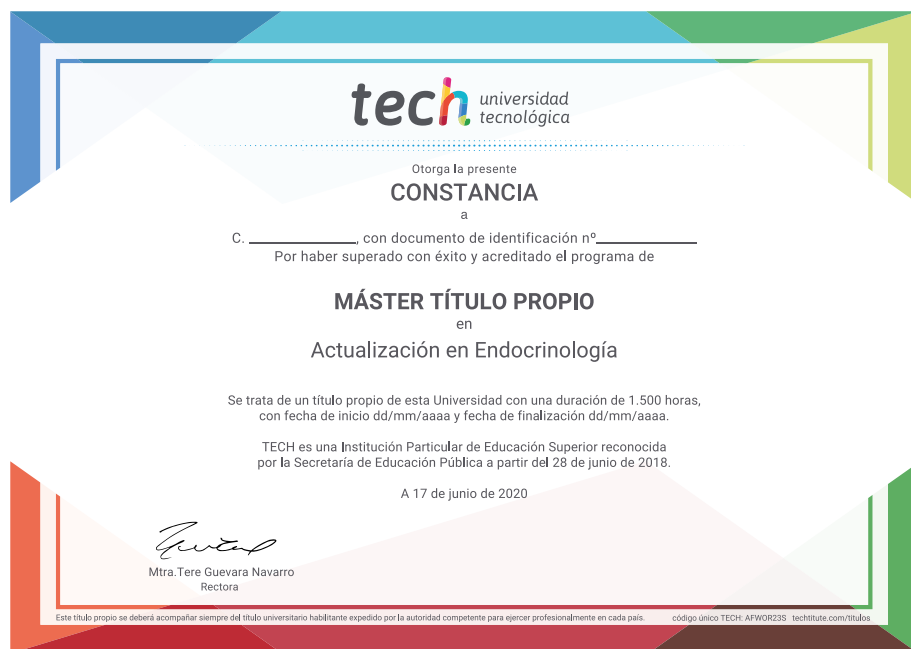 tech universidad
tecnológica
Otorga la presente
CONSTANCIA
a
C. ____________, con documento de identificación nº____________
Por haber superado con éxito y acreditado el programa de
MÁSTER TÍTULO PROPIO
en
Actualización en Endocrinología
Se trata de un título propio de esta Universidad con una duración de 1.500 horas,
con fecha de inicio dd/mm/aaaa y fecha de finalización dd/mm/aaaa.
TECH es una Institución Particular de Educación Superior reconocida
por la Secretaría de Educación Pública a partir del 28 de junio de 2018.
A 17 de junio de 2020
Mtra.Tere Guevara Navarro
Rectora
Este título propio se deberá acompañar siempre del título universitario habilitante expedido por la autoridad competente para ejercer profesionalmente en cada país. código único TECH: AFWOR23S techtitute.com/titulos